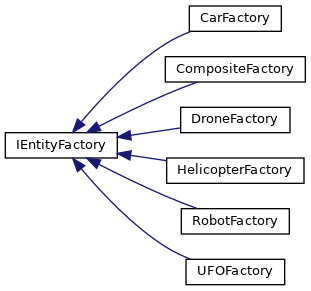 CarFactory
CompositeFactory
DroneFactory
IEntityFactory
HelicopterFactory
RobotFactory
UFOFactory